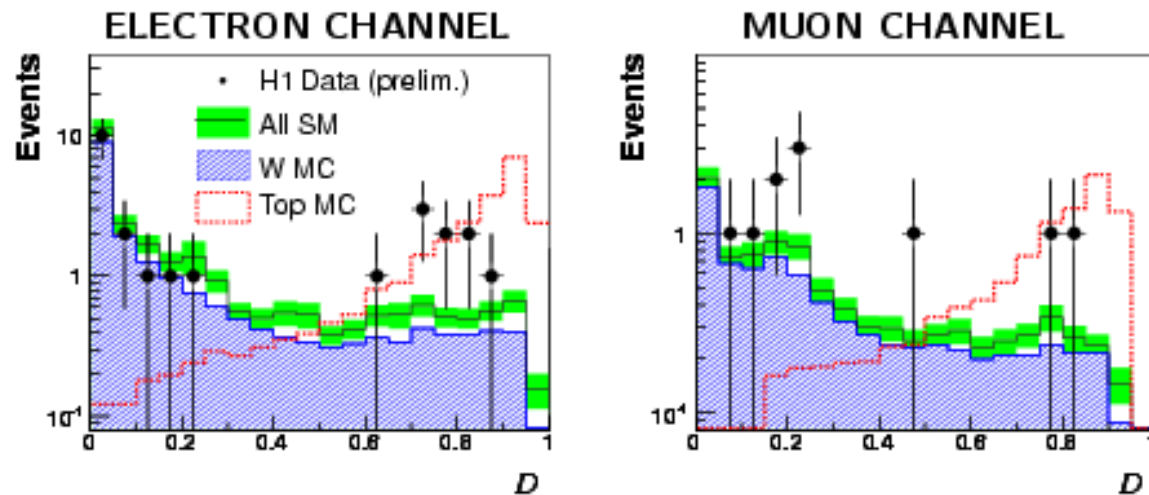 ELECTRON CHANNEL
Events
H1 Data (prelim.)
All SM
W MC
Top MC
10
1
10-1
0 0.2 0.4 0.6 0.8 1
D
MUON CHANNEL
Events
1
10-1
0 0.2 0.4 0.6 0.8 1
D